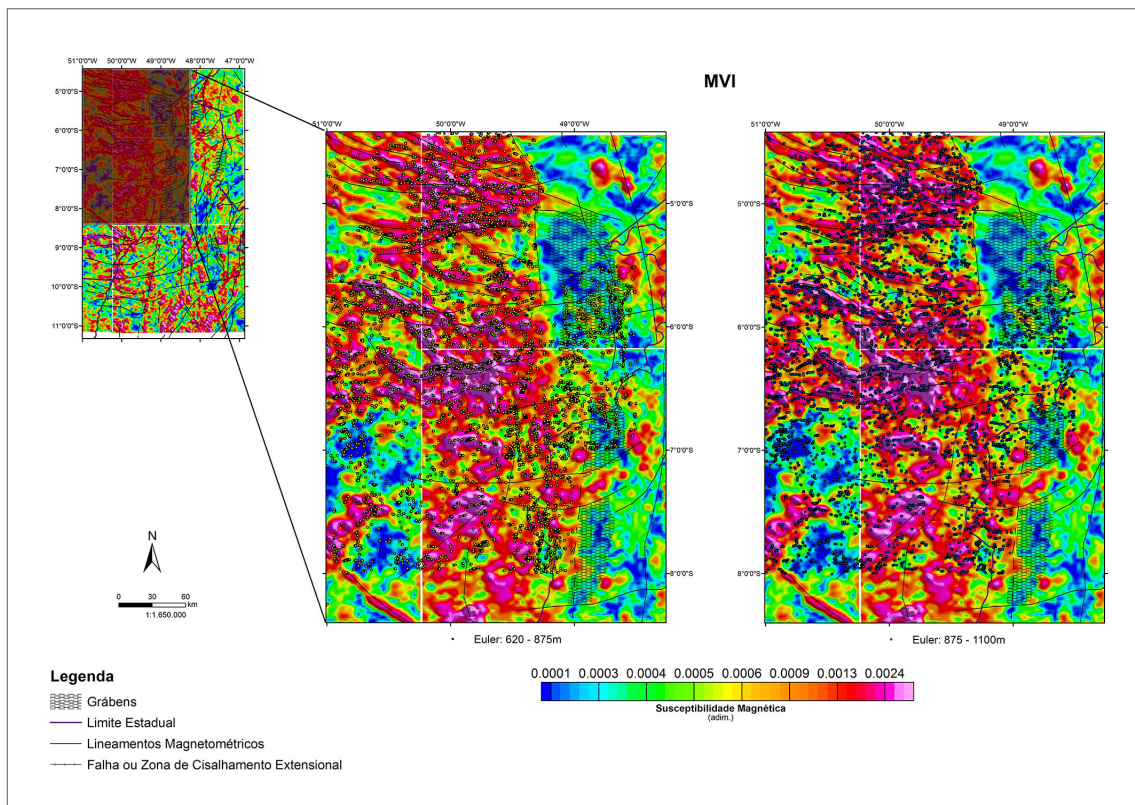 MVI
51°0'0"W 50°0'0"W 49°0'0"W 48°0'0"W 47°0'0"W
5°0'0"S
6°0'0"S
7°0'0"S
8°0'0"S
9°0'0"S
10°0'0"S
11°0'0"S
51°0'0"W 50°0'0"W 49°0'0"W
5°0'0"S
6°0'0"S
7°0'0"S
8°0'0"S
51°0'0"W 50°0'0"W 49°0'0"W
5°0'0"S
6°0'0"S
7°0'0"S
8°0'0"S
N
0 30 60
km
1:1.650.000
Euler: 620 - 875m
Euler: 875 - 1100m
0.0001 0.0003 0.0004 0.0005 0.0006 0.0009 0.0013 0.0024
Susceptibilidade Magnética
(adim.)
Legenda
Grábens
Limite Estadual
Lineamentos Magnetométricos
Falha ou Zona de Cisalhamento Extensional